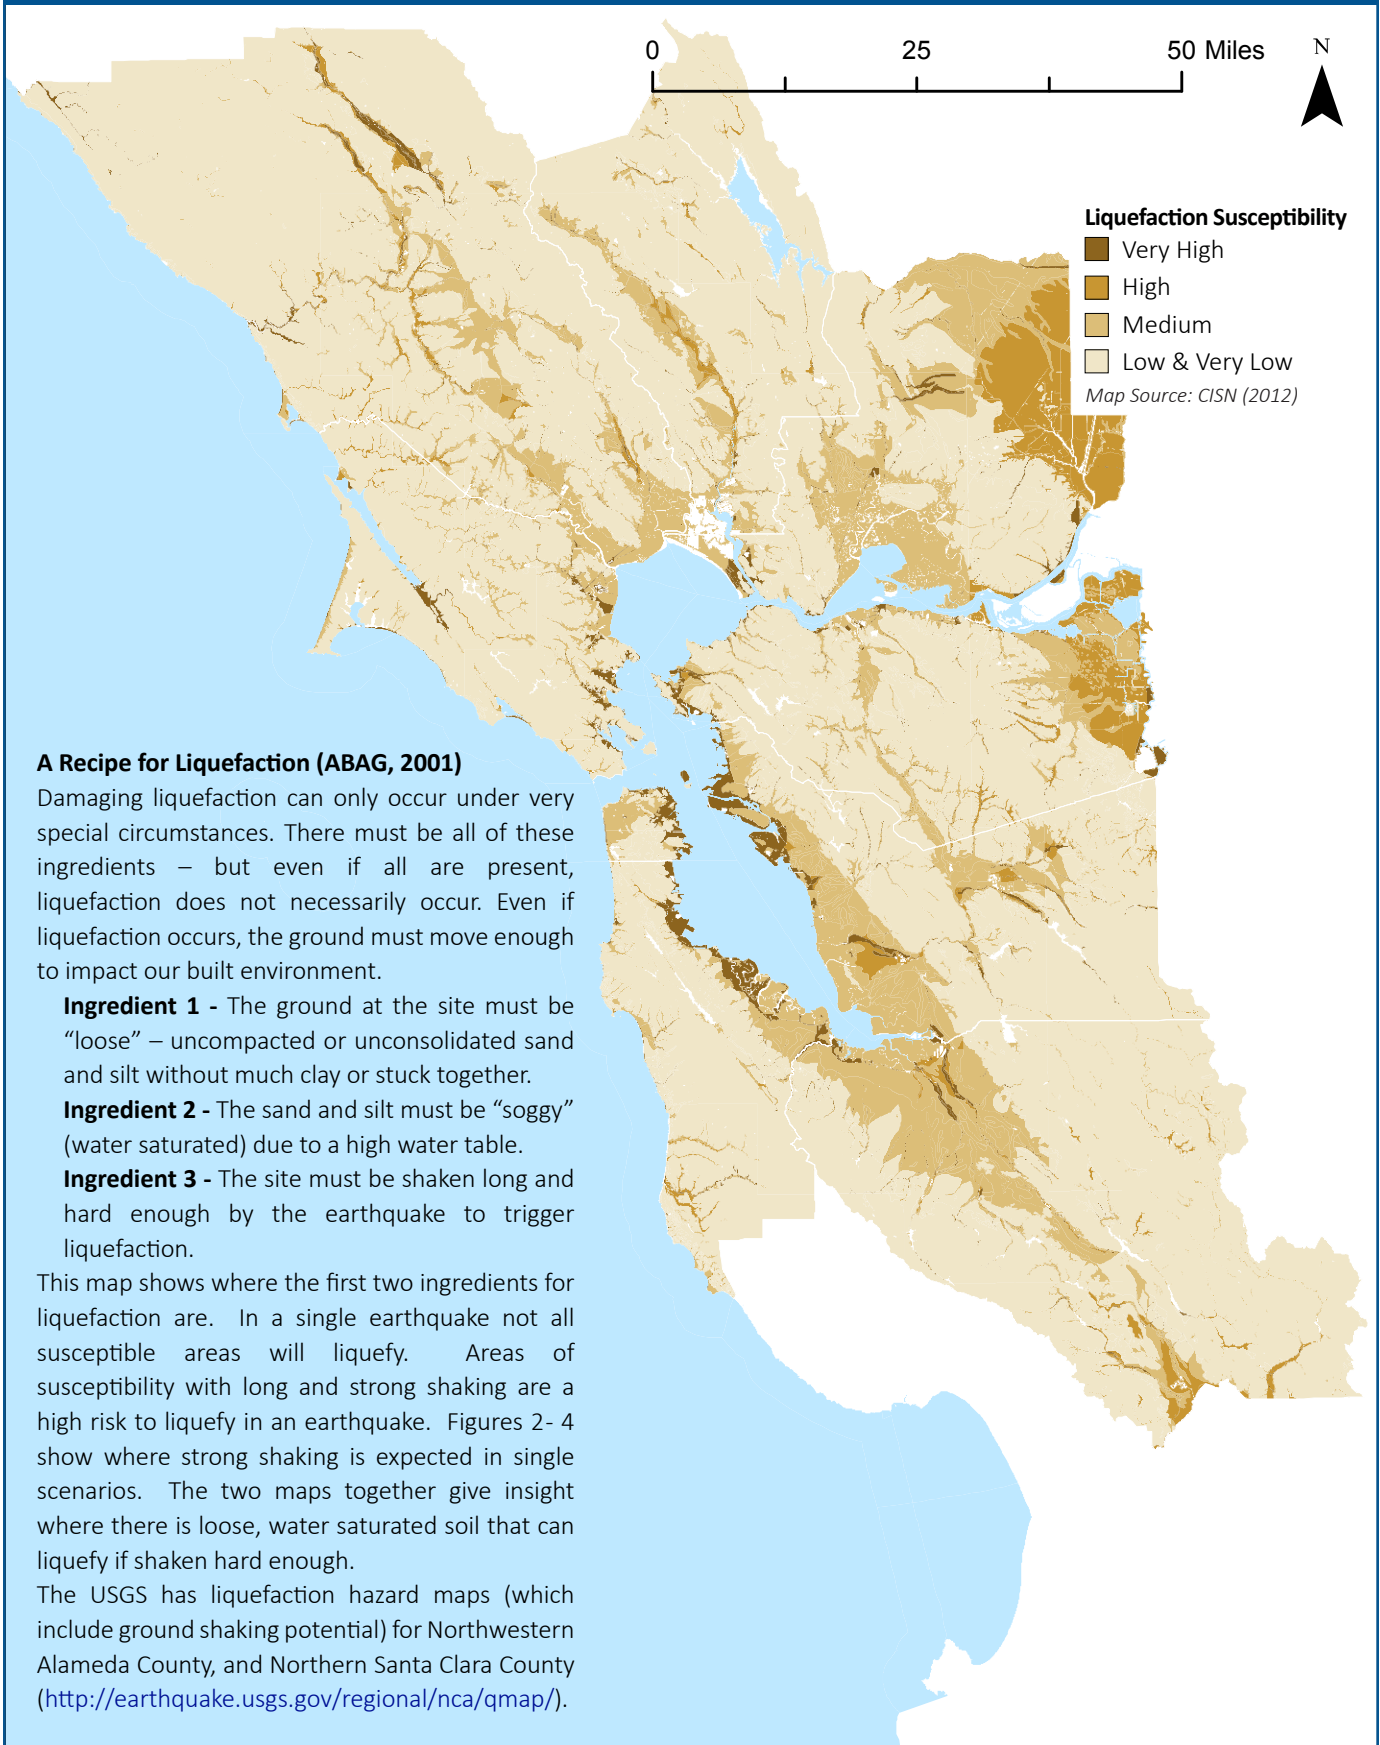 0 25 50 Miles
N
Liquefaction Susceptibility
Very High
High
Medium
Low & Very Low
Map Source: CISN (2012)
A Recipe for Liquefaction (ABAG, 2001)
Damaging liquefaction can only occur under very
special circumstances. There must be all of these
ingredients – but even if all are present,
liquefaction does not necessarily occur. Even if
liquefaction occurs, the ground must move enough
to impact our built environment.
Ingredient 1 - The ground at the site must be
“loose” – uncompacted or unconsolidated sand
and silt without much clay or stuck together.
Ingredient 2 - The sand and silt must be “soggy”
(water saturated) due to a high water table.
Ingredient 3 - The site must be shaken long and
hard enough by the earthquake to trigger
liquefaction.
This map shows where the first two ingredients for
liquefaction are. In a single earthquake not all
susceptible areas will liquefy. Areas of
susceptibility with long and strong shaking are a
high risk to liquefy in an earthquake. Figures 2- 4
show where strong shaking is expected in single
scenarios. The two maps together give insight
where there is loose, water saturated soil that can
liquefy if shaken hard enough.
The USGS has liquefaction hazard maps (which
include ground shaking potential) for Northwestern
Alameda County, and Northern Santa Clara County
(http://earthquake.usgs.gov/regional/nca/qmap/).